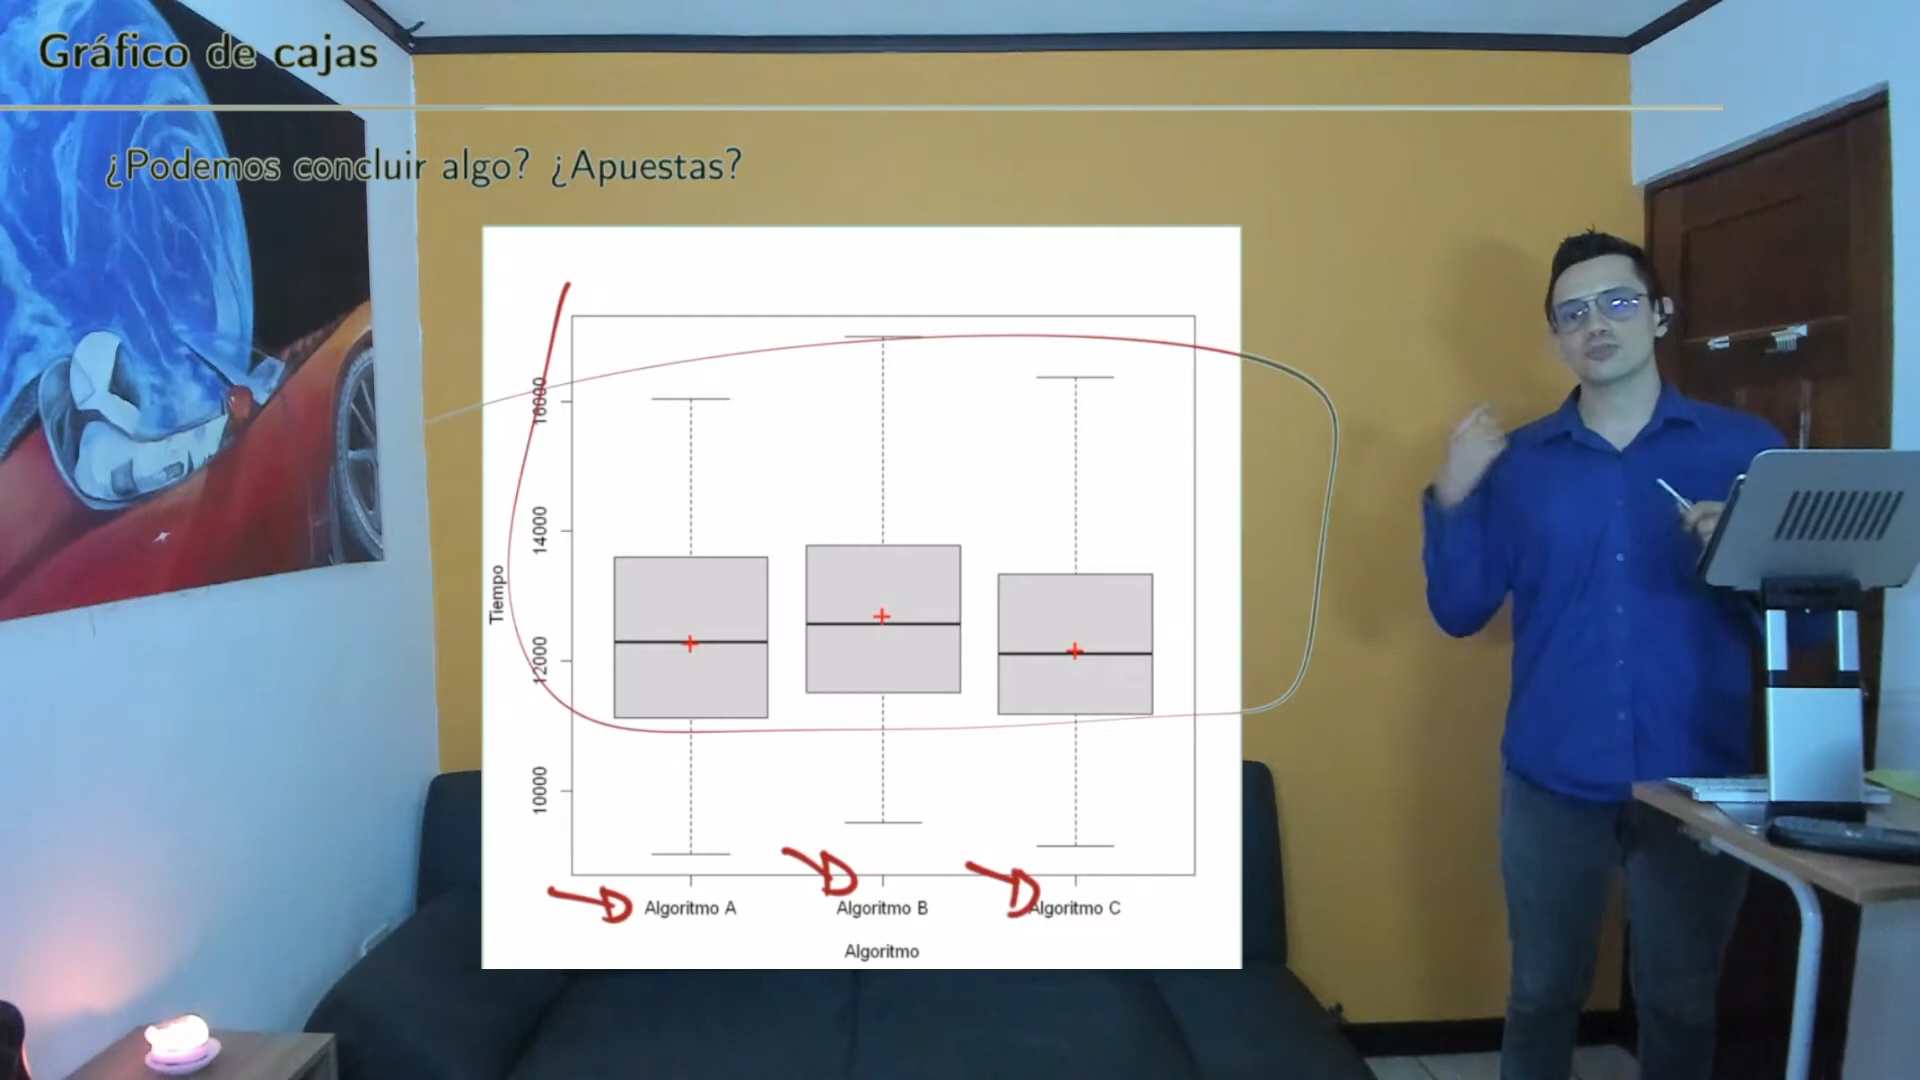 Gráfico de cajas
¿Podemos concluir algo? ¿Apuestas?
16000
14000
12000
10000
Tiempo
Algoritmo A
Algoritmo B
Algoritmo C
Algoritmo